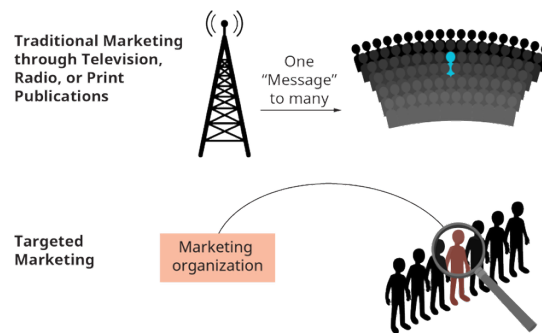 Traditional Marketing
through Television,
Radio, or Print
Publications
One
“Message”
to many
Targeted
Marketing
Marketing
organization